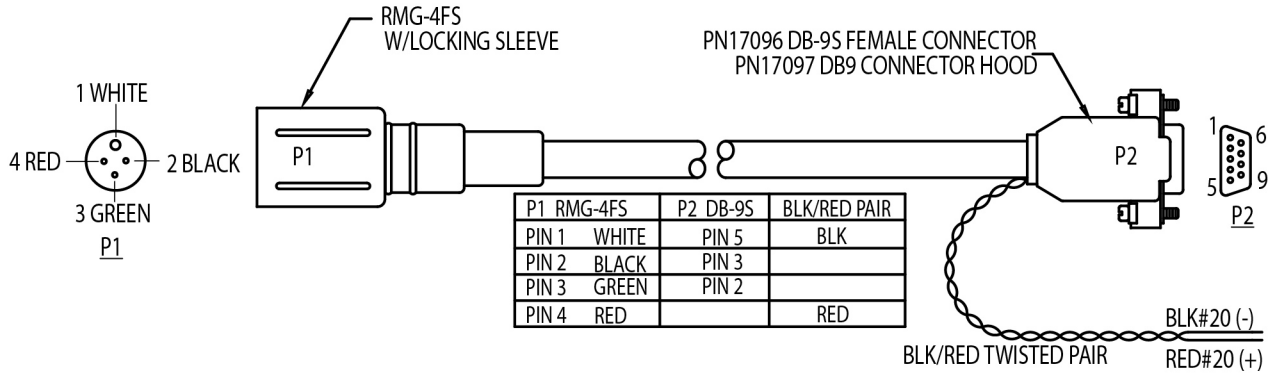 RMG-4FS
W/LOCKING SLEEVE
PN17096 DB-9S FEMALE CONNECTOR
PN17097 DB9 CONNECTOR HOOD
1 WHITE
4 RED
2 BLACK
3 GREEN
P1
P1
P2
1
6
5
9
P2
P1 RMG-4FS P2 DB-9S BLK/RED PAIR
PIN 1 WHITE PIN 5 BLK
PIN 2 BLACK PIN 3
PIN 3 GREEN PIN 2
PIN 4 RED RED
BLK/RED TWISTED PAIR
BLK#20 (-)
RED#20 (+)